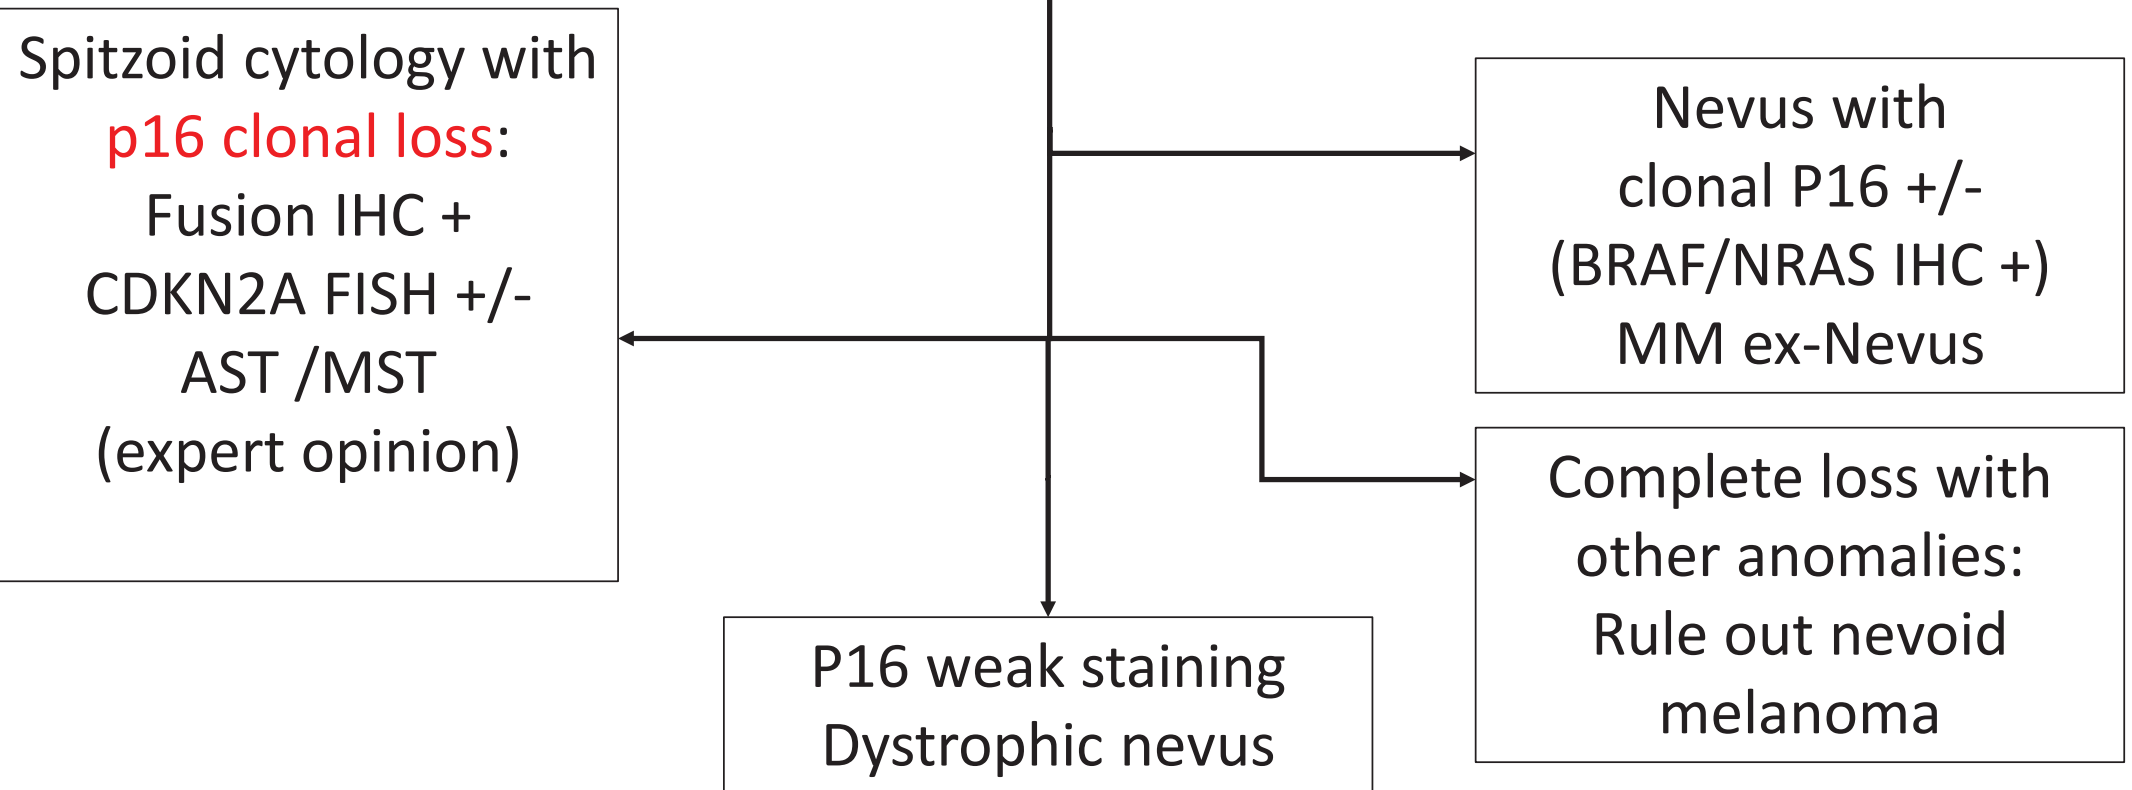 Spitzoid cytology with
p16 clonal loss:
Fusion IHC +
CDKN2A FISH +/-
AST /MST
(expert opinion)
Nevus with
clonal P16 +/-
(BRAF/NRAS IHC +)
MM ex-Nevus
Complete loss with
other anomalies:
Rule out nevoid
melanoma
P16 weak staining
Dystrophic nevus